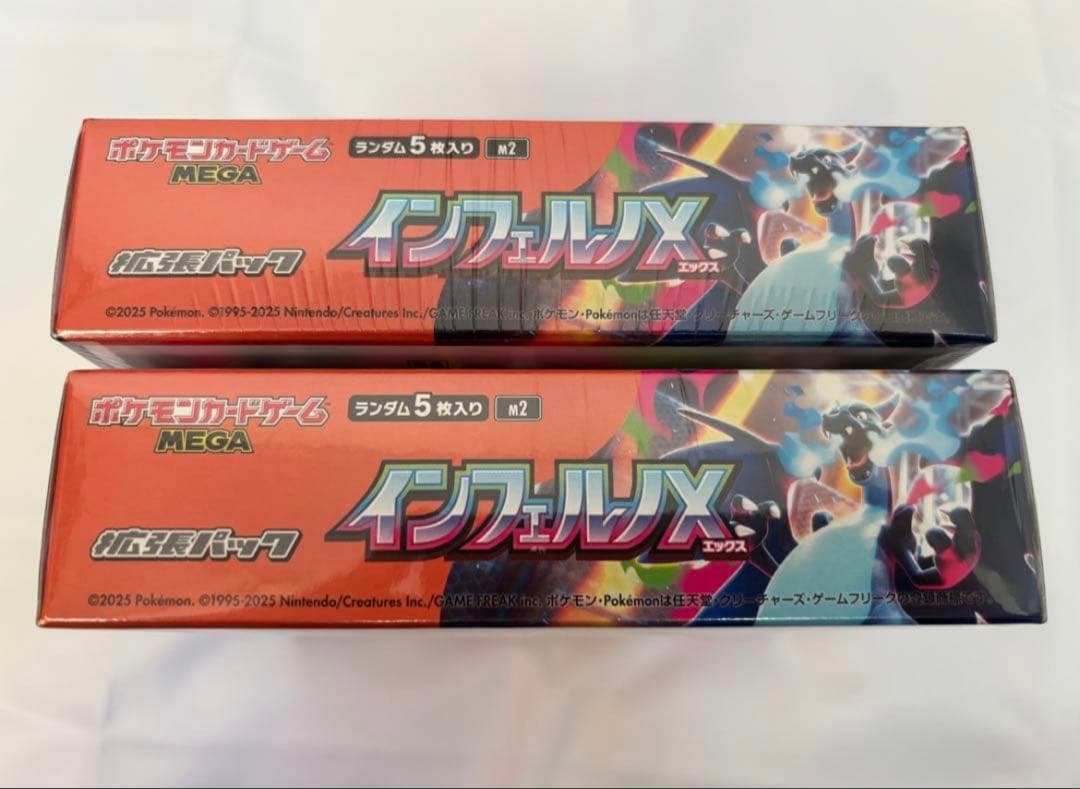 ポケモンカードゲーム
MEGA
ランダム5枚入り
M2
インフェルノX
エックス
拡張パック
©2025 Pokémon. ©1995-2025 Nintendo/Creatures Inc./GAME FREAK inc. ポケモン・Pokémonは任天堂・クリーチャーズ・ゲームフリークの
ポケモンカードゲーム
MEGA
ランダム5枚入り
M2
インフェルノX
エックス
拡張パック
©2025 Pokémon. ©1995-2025 Nintendo/Creatures Inc./GAME FREAK inc. ポケモン・Pokémonは任天堂・クリーチャーズ・ゲームフリークの